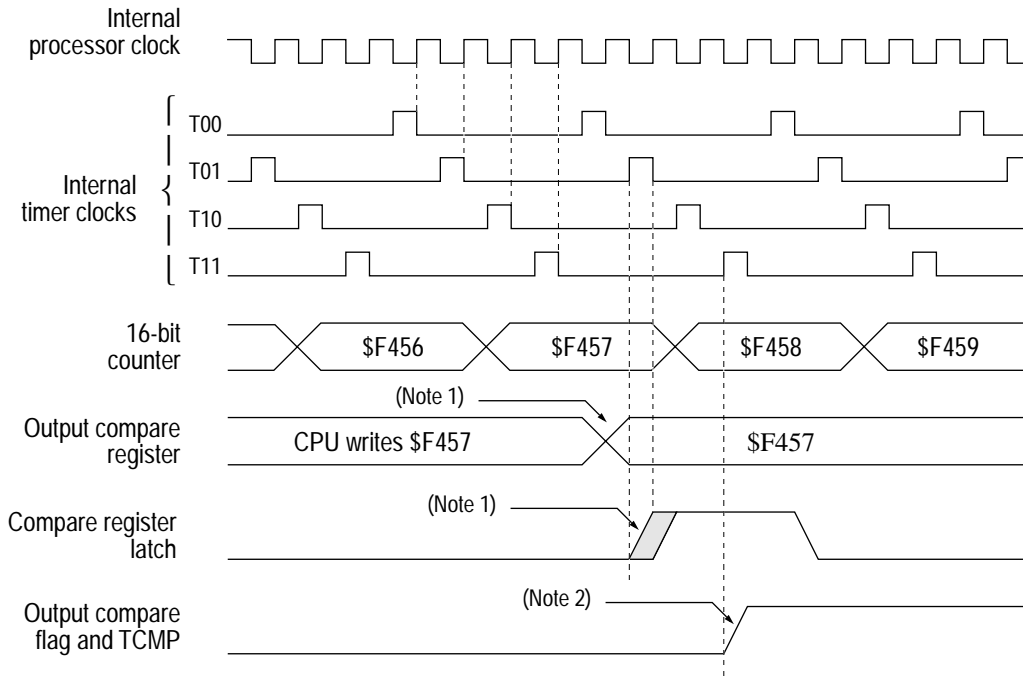 Internal
processor clock
T00
T01
Internal
timer clocks
T10
T11
16-bit
counter
$F456
$F457
$F458
$F459
(Note 1)
Output compare
register
CPU writes $F457
$F457
(Note 1)
Compare register
latch
(Note 2)
Output compare
flag and TCMP